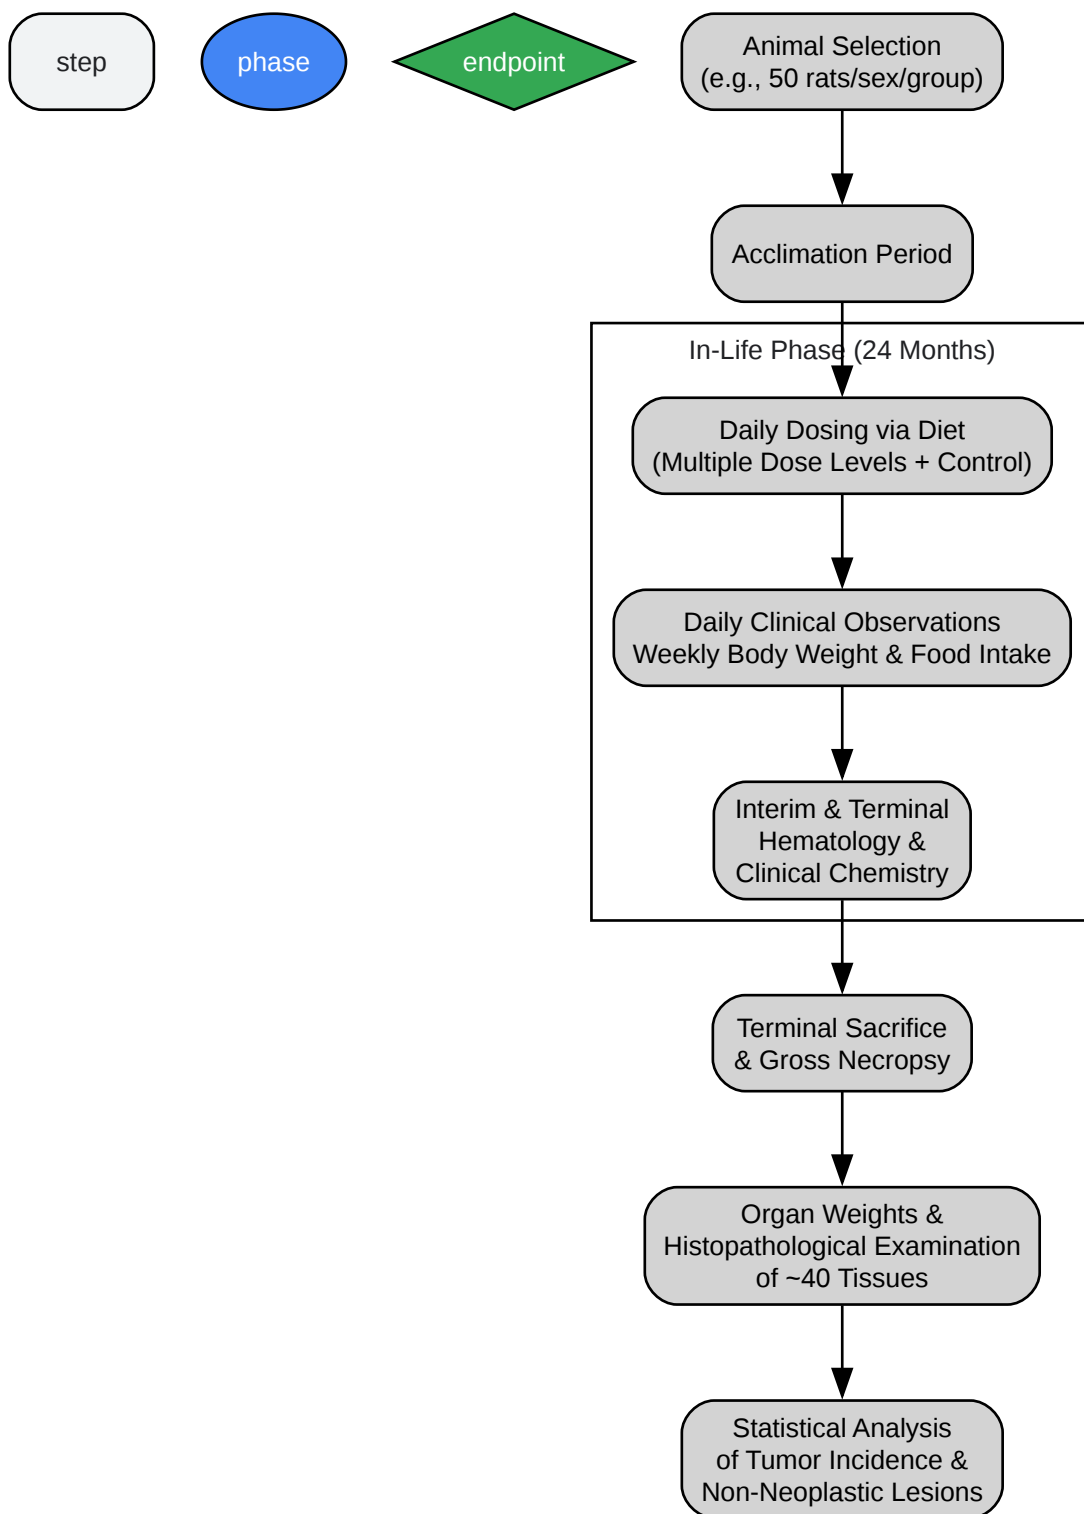 step
phase
endpoint
Animal Selection
(e.g., 50 rats/sex/group)
Acclimation Period
In-Life Phase (24 Months)
Daily Dosing via Diet
(Multiple Dose Levels + Control)
Daily Clinical Observations
Weekly Body Weight & Food Intake
Interim & Terminal
Hematology &
Clinical Chemistry
Terminal Sacrifice
& Gross Necropsy
Organ Weights &
Histopathological Examination
of ~40 Tissues
Statistical Analysis
of Tumor Incidence &
Non-Neoplastic Lesions